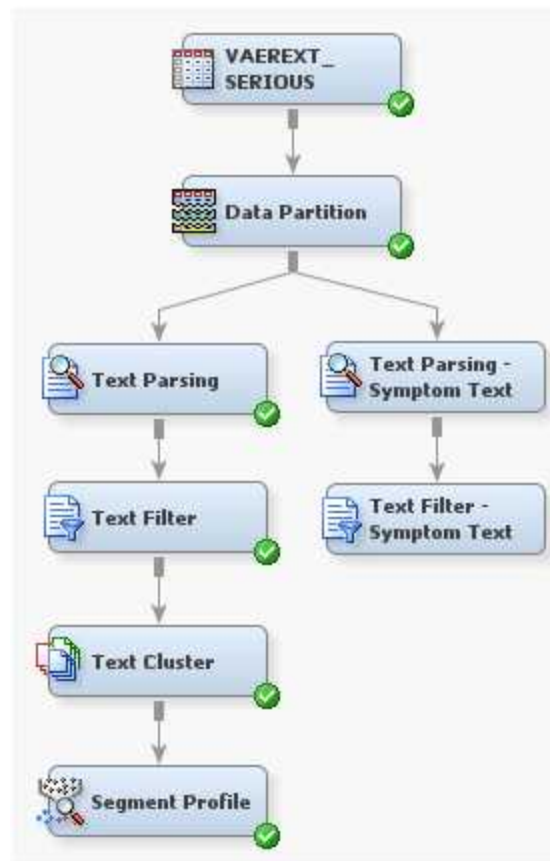 VAEREXT_
SERIOUS
Data Partition
Text Parsing
Text Parsing -
Symptom Text
Text Filter
Text Filter -
Symptom Text
Text Cluster
Segment Profile